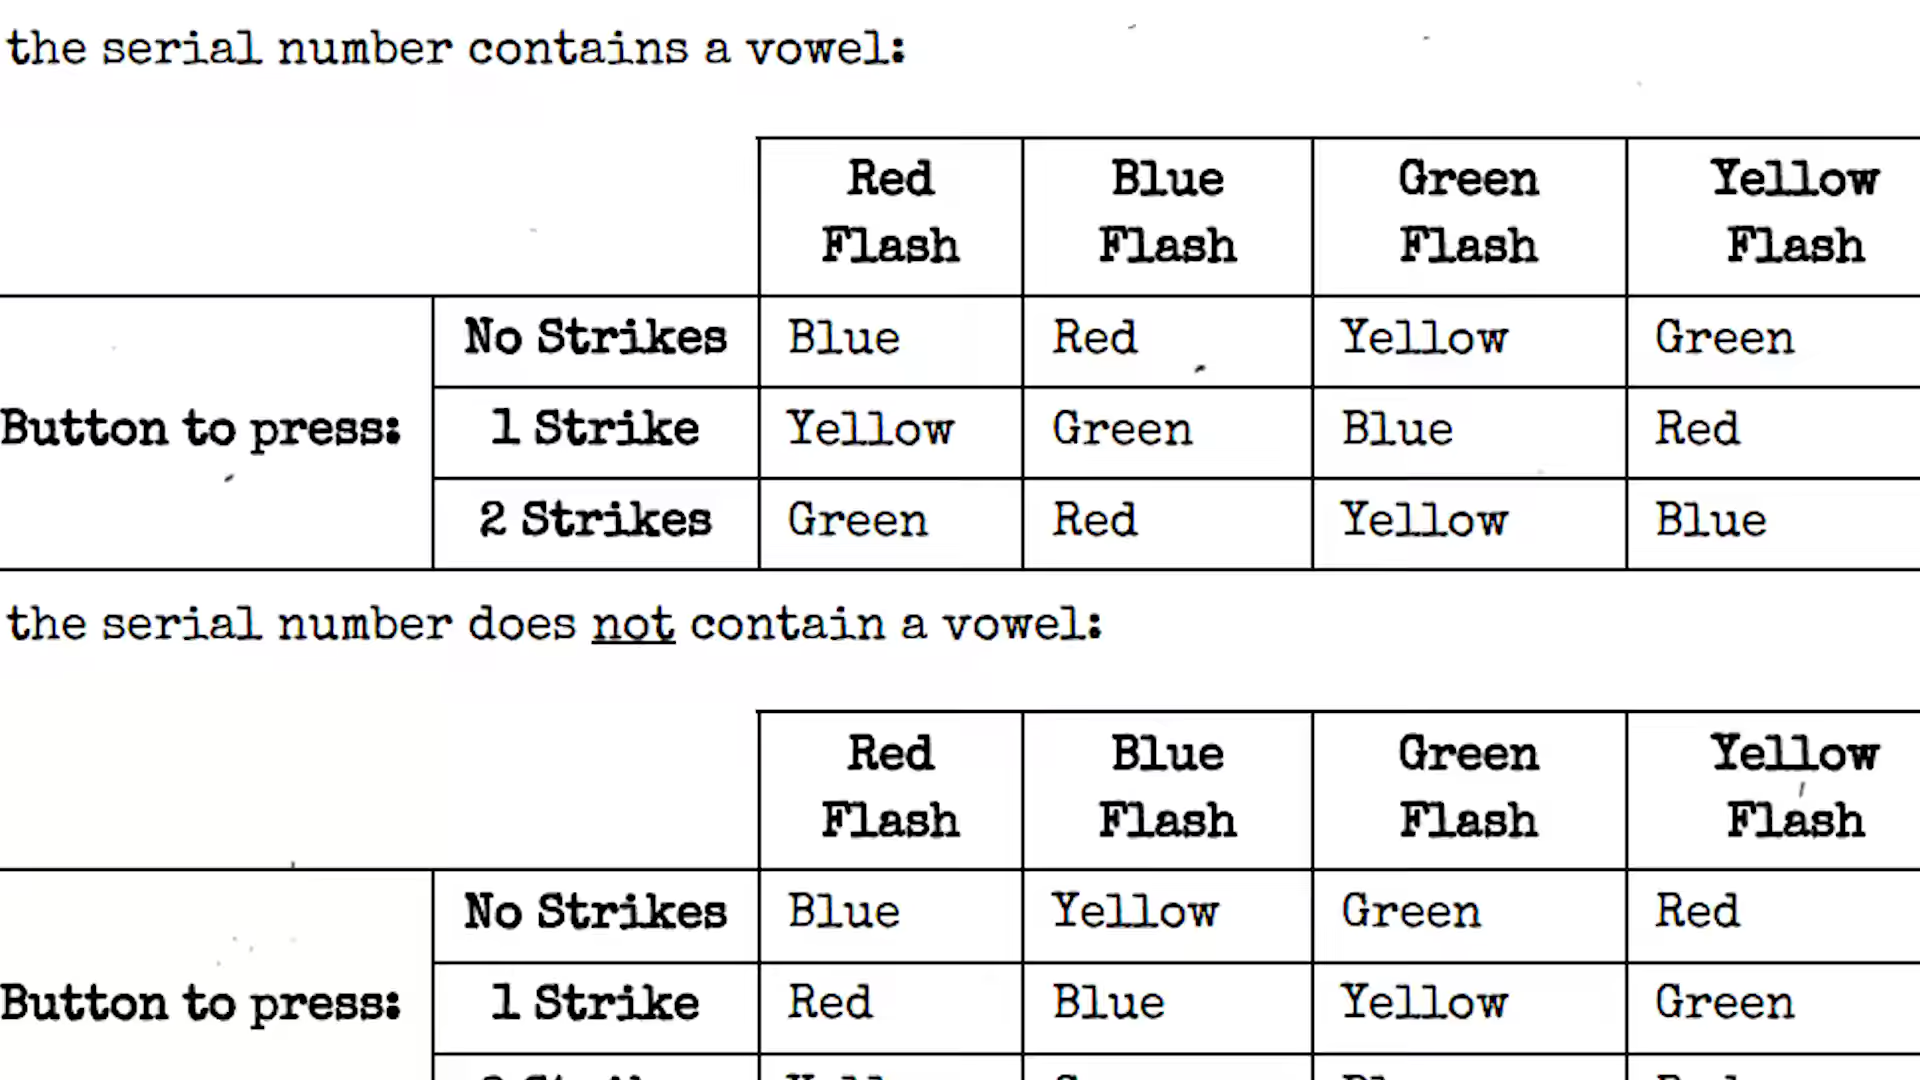 the serial number contains a vowel:
Red Flash Blue Flash Green Flash Yellow Flash
No Strikes Blue Red Yellow Green
Button to press: 1 Strike Yellow Green Blue Red
2 Strikes Green Red Yellow Blue
the serial number does not contain a vowel:
Red Flash Blue Flash Green Flash Yellow Flash
No Strikes Blue Yellow Green Red
Button to press: 1 Strike Red Blue Yellow Green